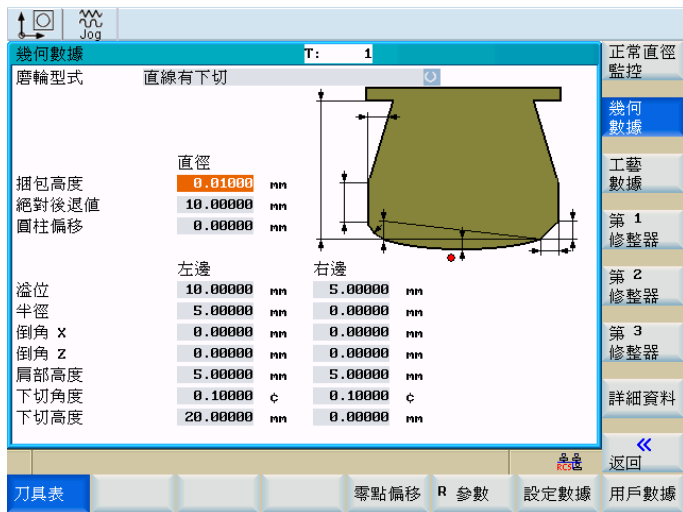 Jog
幾何數據 T: 1
磨輪型式 直線有下切
直徑
捆包高度 0.01000 mm
絕對後退值 10.00000 mm
圓柱偏移 0.00000 mm
左邊 右邊
溢位 10.00000 mm 5.00000 mm
半徑 5.00000 mm 0.00000 mm
倒角 X 0.00000 mm 0.00000 mm
倒角 Z 0.00000 mm 0.00000 mm
肩部高度 5.00000 mm 5.00000 mm
下切角度 0.10000 ¢ 0.10000 ¢
下切高度 20.00000 mm 0.00000 mm
正常直徑
監控
幾何
數據
工藝
數據
第 1
修整器
第 2
修整器
第 3
修整器
詳細資料
«
返回
RCS
刀具表 零點偏移 R 參數 設定數據 用戶數據